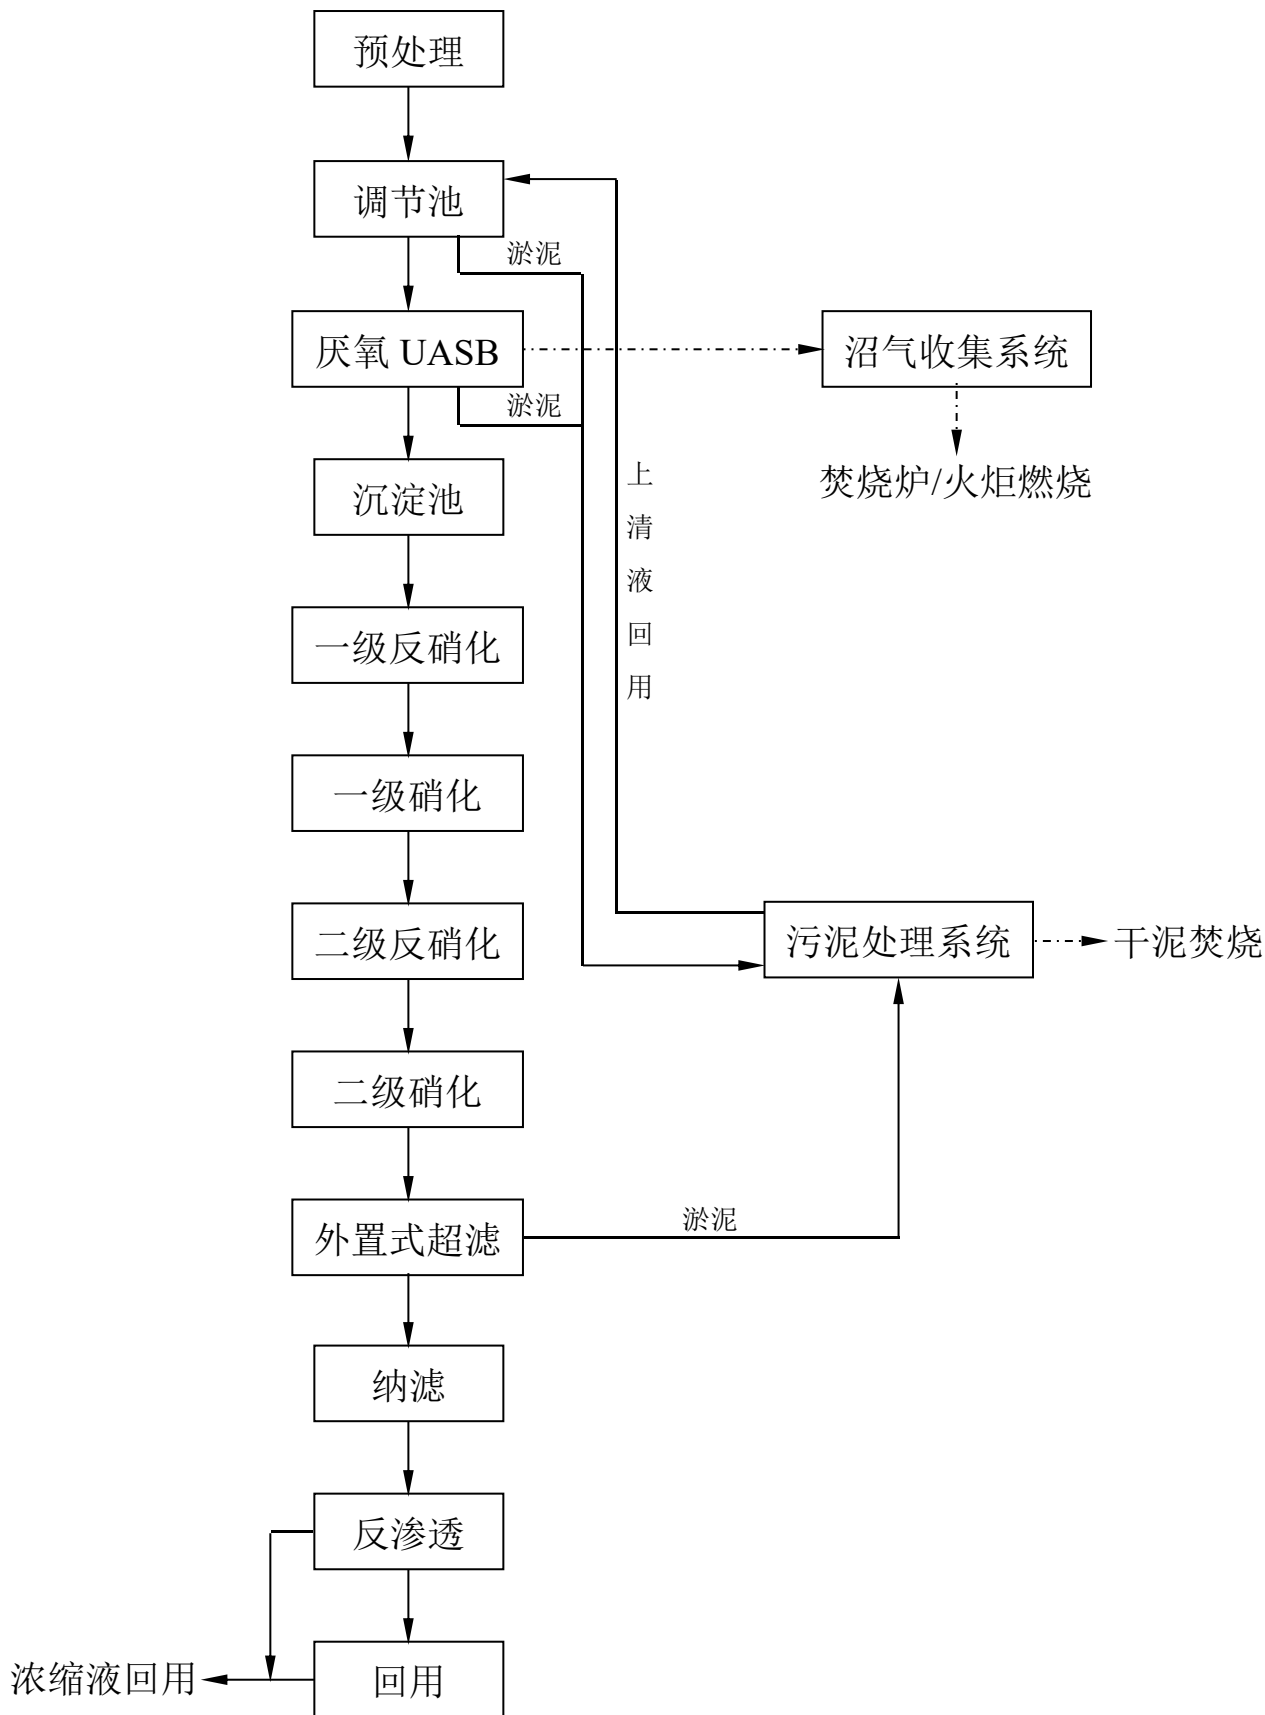 预处理
调节池
淤泥
厌氧 UASB
沼气收集系统
淤泥
焚烧炉/火炬燃烧
沉淀池
上清液回用
一级反硝化
一级硝化
二级反硝化
污泥处理系统
干泥焚烧
二级硝化
外置式超滤
淤泥
纳滤
反渗透
浓缩液回用
回用